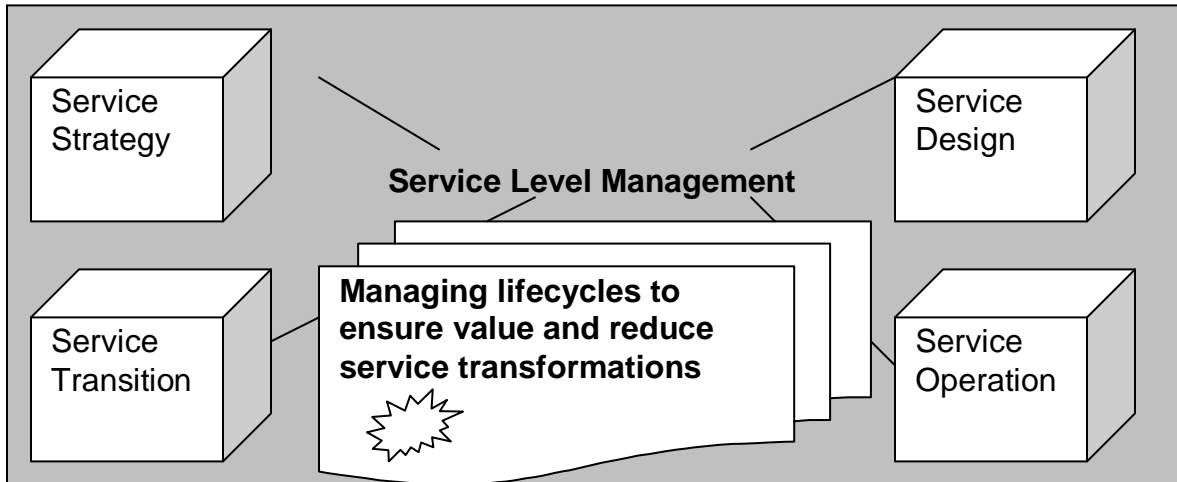 Service
Strategy
Service
Design
Service Level Management
Managing lifecycles to
ensure value and reduce
service transformations
Service
Transition
Service
Operation